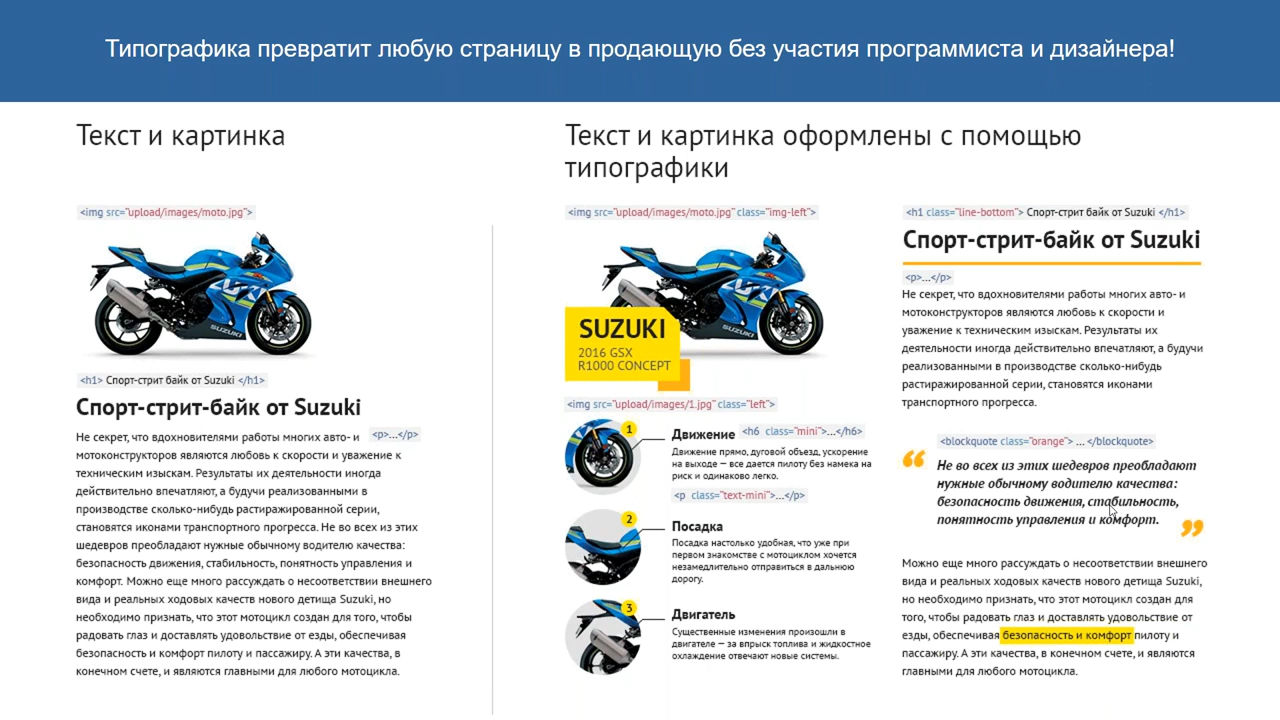 Типографика превратит любую страницу в продающую без участия программиста и дизайнера!
Текст и картинка
<img src="upload/images/moto.jpg">
SUZUKI
<h1> Спорт-стрит байк от Suzuki </h1>
Спорт-стрит-байк от Suzuki
<p>...</p>
Не секрет, что вдохновителями работы многих авто- и
мотоконструкторов являются любовь к скорости и уважение к
техническим изыскам. Результаты их деятельности иногда
действительно впечатляют, а будучи реализованными в
производстве сколько-нибудь растиражированной серии,
становятся иконами транспортного прогресса. Не во всех из этих
шедевров преобладают нужные обычному водителю качества:
безопасность движения, стабильность, понятность управления и
комфорт. Можно еще много рассуждать о несоответствии внешнего
вида и реальных ходовых качеств нового детища Suzuki, но
необходимо признать, что этот мотоцикл создан для того, чтобы
радовать глаз и доставлять удовольствие от езды, обеспечивая
безопасность и комфорт пилоту и пассажиру. А эти качества, в
конечном счете, и являются главными для любого мотоцикла.
Текст и картинка оформлены с помощью
типографики
<img src="upload/images/moto.jpg" class="img-left">
SUZUKI
SUZUKI
2016 GSX
R1000 CONCEPT
<img src="upload/images/1.jpg" class="left">
1
Движение
<h6 class="mini">...</h6>
Движение прямо, дуговой объезд, ускорение
на выходе — все дается пилоту без намека на
риск и одинаково легко.
<p class="text-mini">...</p>
2
Посадка
Посадка настолько удобная, что уже при
первом знакомстве с мотоциклом хочется
незамедлительно отправиться в дальнюю
дорогу.
3
Двигатель
Существенные изменения произошли в
двигателе — за впрыск топлива и жидкостное
охлаждение отвечают новые системы.
<h1 class="line-bottom"> Спорт-стрит байк от Suzuki </h1>
Спорт-стрит-байк от Suzuki
<p>...</p>
Не секрет, что вдохновителями работы многих авто- и
мотоконструкторов являются любовь к скорости и
уважение к техническим изыскам. Результаты их
деятельности иногда действительно впечатляют, а будучи
реализованными в производстве сколько-нибудь
растиражированной серии, становятся иконами
транспортного прогресса.
<blockquote class="orange"> ... </blockquote>
“ Не во всех из этих шедевров преобладают
нужные обычному водителю качества:
безопасность движения, стабильность,
понятность управления и комфорт. ”
Можно еще много рассуждать о несоответствии внешнего
вида и реальных ходовых качеств нового детища Suzuki,
но необходимо признать, что этот мотоцикл создан для
того, чтобы радовать глаз и доставлять удовольствие от
езды, обеспечивая безопасность и комфорт пилоту и
пассажиру. А эти качества, в конечном счете, и являются
главными для любого мотоцикла.